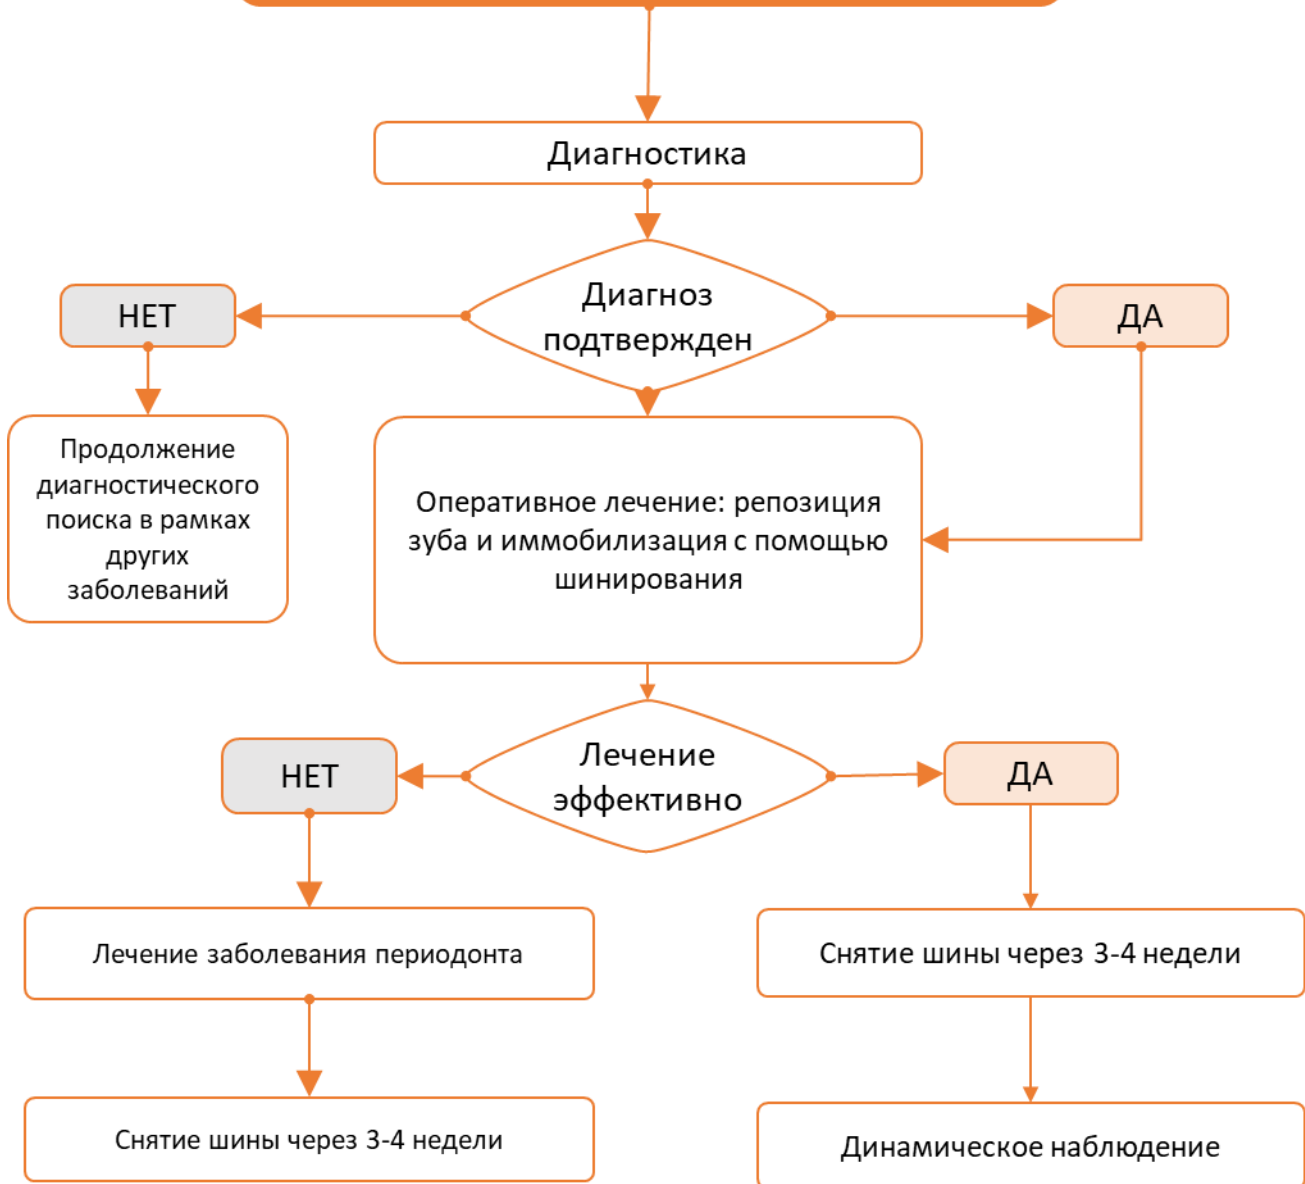 Диагностика
Диагноз
подтвержден
НЕТ
ДА
Продолжение
диагностического
поиска в рамках
других
заболеваний
Оперативное лечение: репозиция
зуба и иммобилизация с помощью
шинирования
Лечение
эффективно
НЕТ
ДА
Лечение заболевания периодонта
Снятие шины через 3-4 недели
Снятие шины через 3-4 недели
Динамическое наблюдение